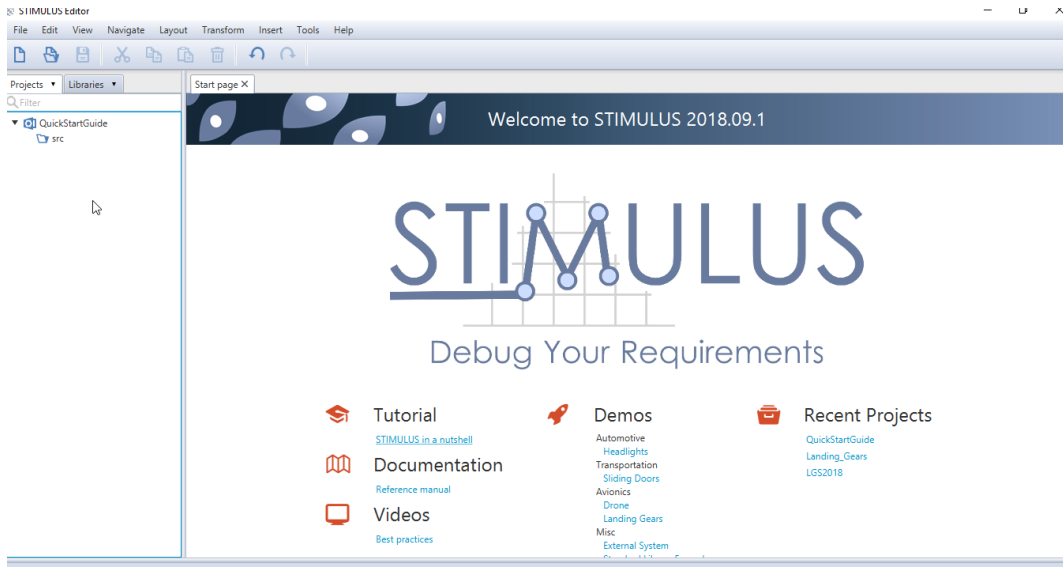 STIMULUS Editor
File Edit View Navigate Layout Transform Insert Tools Help
Projects Libraries
Start page
Filter
QuickStartGuide
src
Welcome to STIMULUS 2018.09.1
STIMULUS
Debug Your Requirements
Tutorial
STIMULUS in a nutshell
Documentation
Reference manual
Videos
Best practices
Demos
Automotive
Headlights
Transportation
Sliding Doors
Avionics
Drone
Landing Gears
Misc
External System
Recent Projects
QuickStartGuide
Landing_Gears
LGS2018